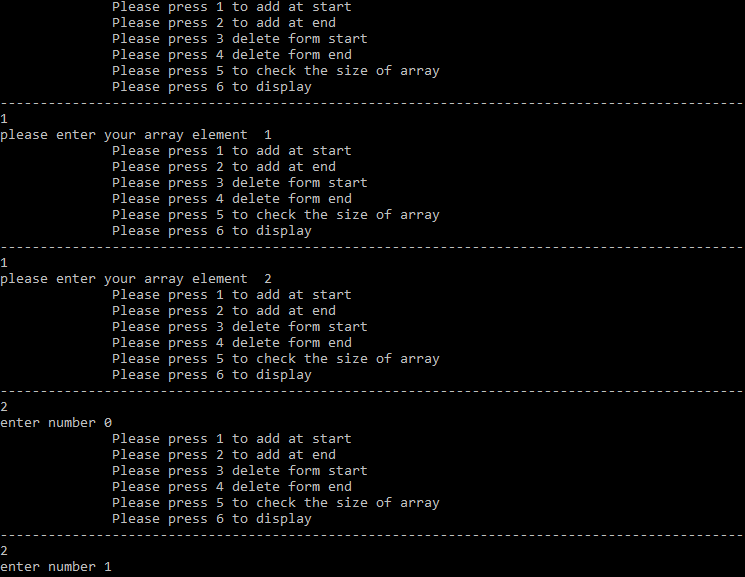 Please press 1 to add at start
Please press 2 to add at end
Please press 3 delete form start
Please press 4 delete form end
Please press 5 to check the size of array
Please press 6 to display
---------------------------------------------------------------------------------------------
1
please enter your array element  1
Please press 1 to add at start
Please press 2 to add at end
Please press 3 delete form start
Please press 4 delete form end
Please press 5 to check the size of array
Please press 6 to display
---------------------------------------------------------------------------------------------
1
please enter your array element  2
Please press 1 to add at start
Please press 2 to add at end
Please press 3 delete form start
Please press 4 delete form end
Please press 5 to check the size of array
Please press 6 to display
---------------------------------------------------------------------------------------------
2
enter number 0
Please press 1 to add at start
Please press 2 to add at end
Please press 3 delete form start
Please press 4 delete form end
Please press 5 to check the size of array
Please press 6 to display
---------------------------------------------------------------------------------------------
2
enter number 1